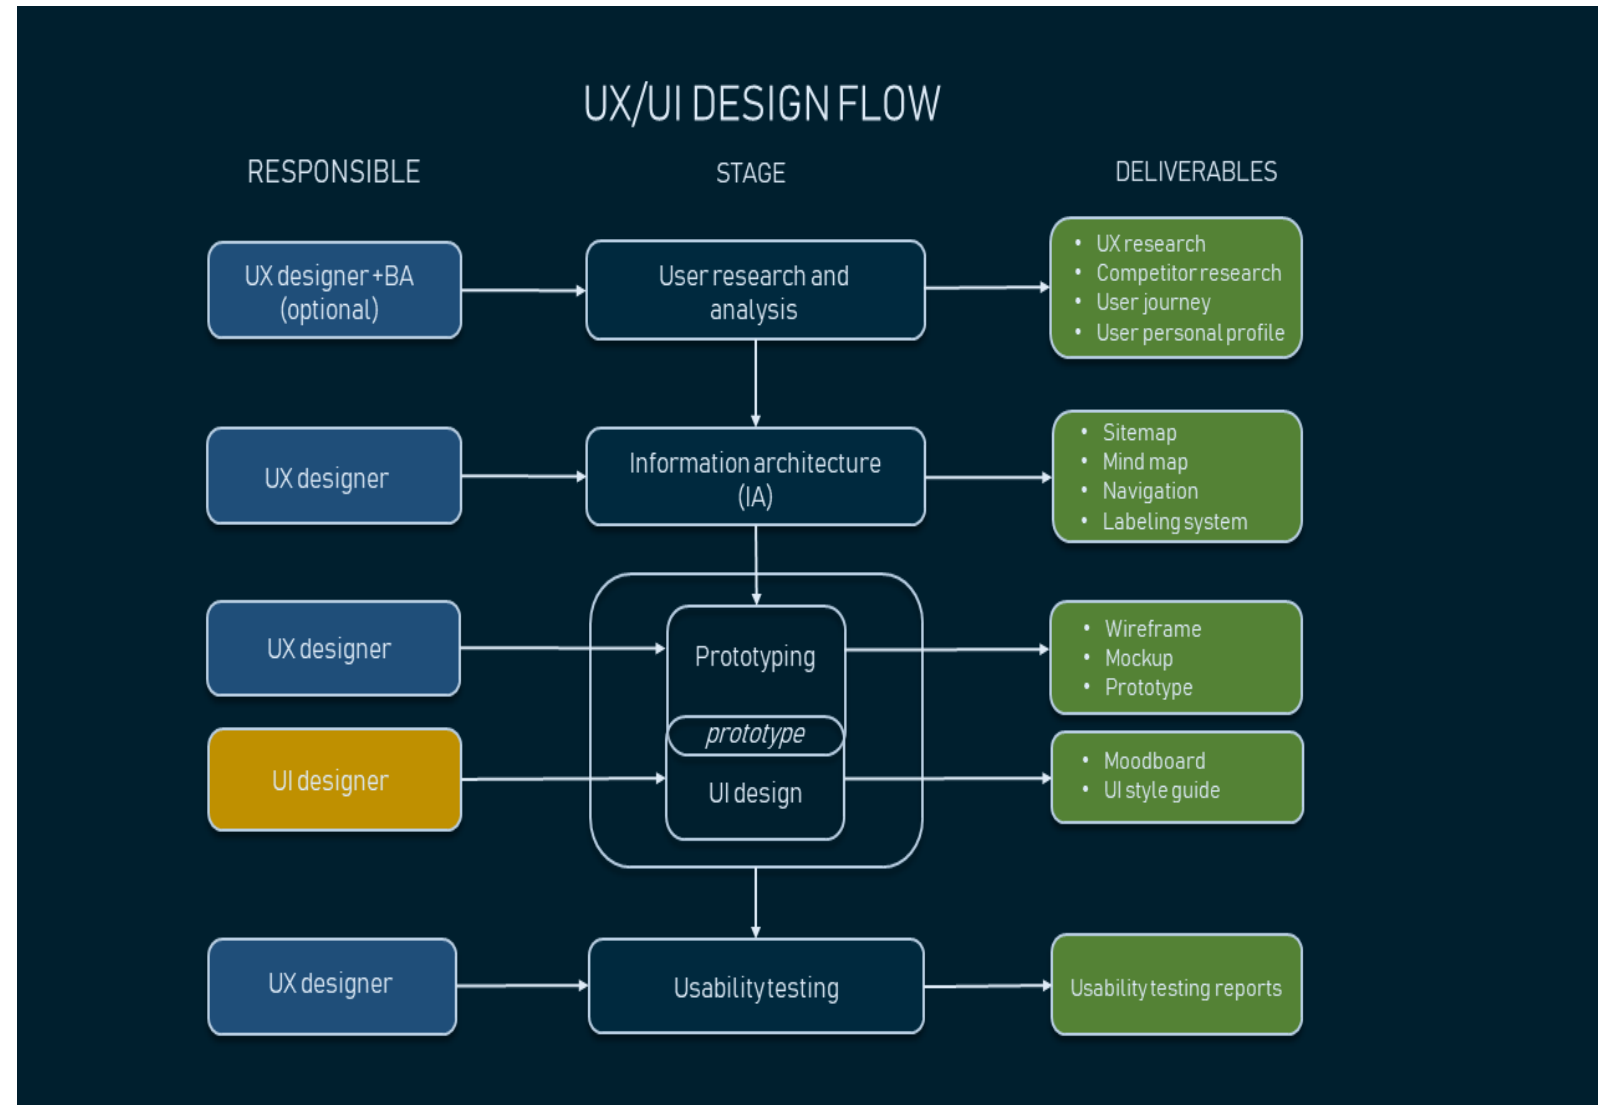 UX/UI DESIGN FLOW
RESPONSIBLE
STAGE
DELIVERABLES
UX designer +BA
(optional)
User research and
analysis
• UX research
• Competitor research
• User journey
• User personal profile
UX designer
Information architecture
(IA)
• Sitemap
• Mind map
• Navigation
• Labeling system
UX designer
Prototyping
• Wireframe
• Mockup
• Prototype
prototype
UI designer
UI design
• Moodboard
• UI style guide
UX designer
Usability testing
Usability testing reports